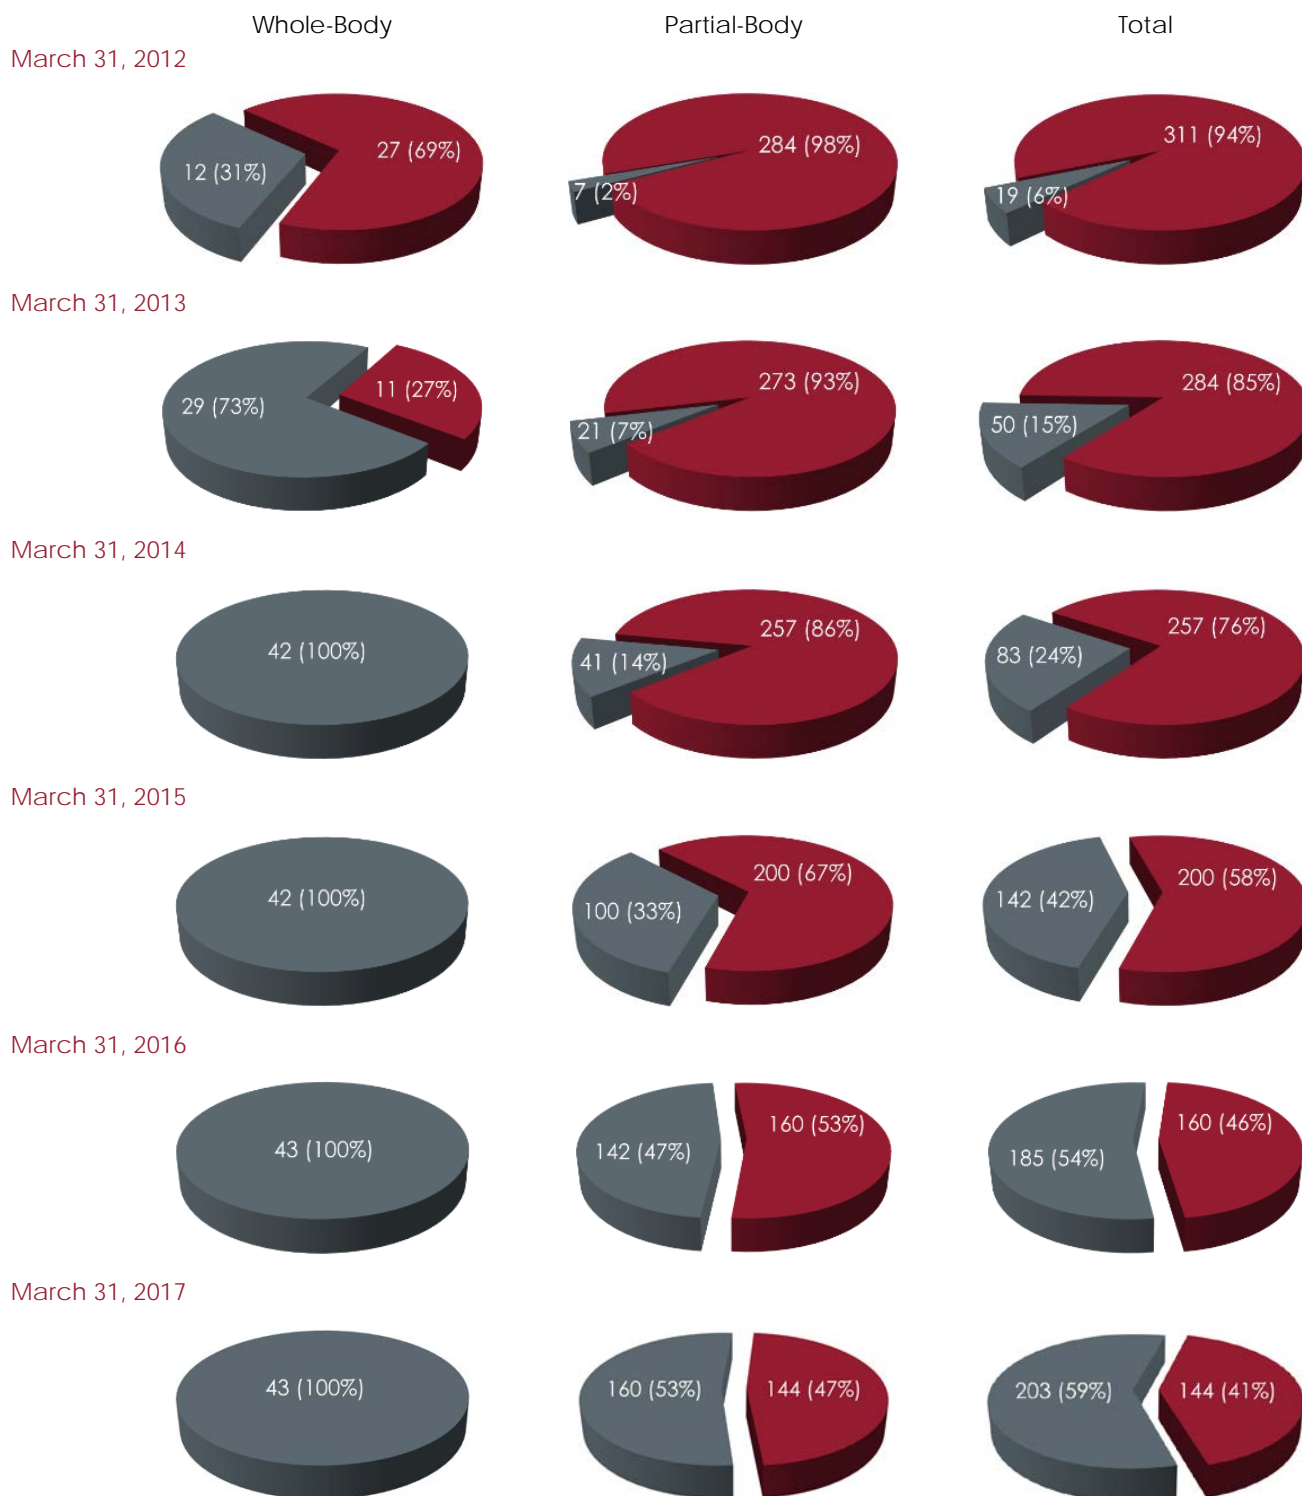 Whole-Body Partial-Body Total
March 31, 2012
12 (31%) 27 (69%) 7 (2%) 284 (98%) 19 (6%) 311 (94%)
March 31, 2013
29 (73%) 11 (27%) 21 (7%) 273 (93%) 50 (15%) 284 (85%)
March 31, 2014
42 (100%) 41 (14%) 257 (86%) 83 (24%) 257 (76%)
March 31, 2015
42 (100%) 100 (33%) 200 (67%) 142 (42%) 200 (58%)
March 31, 2016
43 (100%) 142 (47%) 160 (53%) 185 (54%) 160 (46%)
March 31, 2017
43 (100%) 160 (53%) 144 (47%) 203 (59%) 144 (41%)